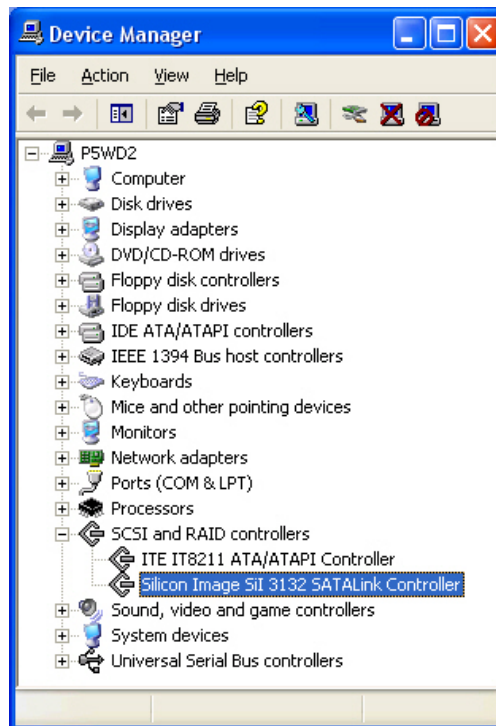 Device Manager
File Action View Help
P5WD2
Computer
Disk drives
Display adapters
DVD/CD-ROM drives
Floppy disk controllers
Floppy disk drives
IDE ATA/ATAPI controllers
IEEE 1394 Bus host controllers
Keyboards
Mice and other pointing devices
Monitors
Network adapters
Ports (COM & LPT)
Processors
SCSI and RAID controllers
ITE IT8211 ATA/ATAPI Controller
Silicon Image SiI 3132 SATALink Controller
Sound, video and game controllers
System devices
Universal Serial Bus controllers